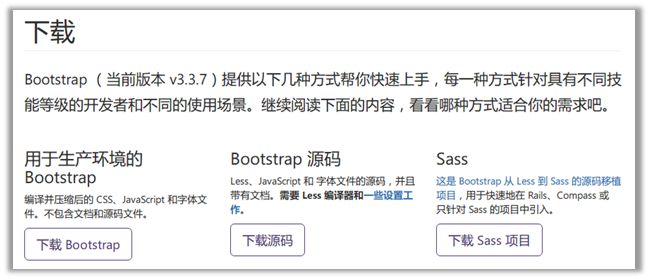 下载
Bootstrap （当前版本 v3.3.7）提供以下几种方式帮你快速上手，每一种方式针对具有不同技
能等级的开发者和不同的使用场景。继续阅读下面的内容，看看哪种方式适合你的需求吧。
用于生产环境的
Bootstrap
编译并压缩后的 CSS、JavaScript 和字体文
件。不包含文档和源码文件。
下载 Bootstrap
Bootstrap 源码
Less、JavaScript 和 字体文件的源码，并且
带有文档。需要 Less 编译器和一些设置工
作。
下载源码
Sass
这是 Bootstrap 从 Less 到 Sass 的源码移植
项目，用于快速地在 Rails、Compass 或
只针对 Sass 的项目中引入。
下载 Sass 项目